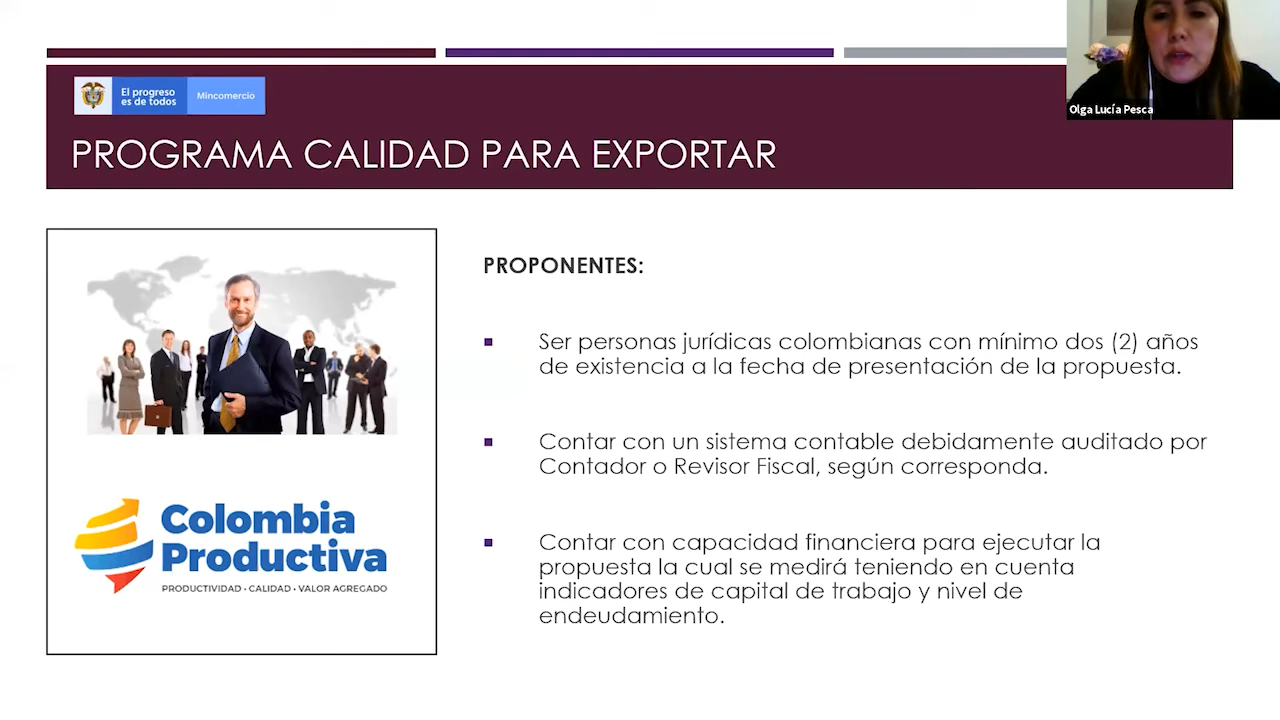 El progreso
es de todos
Mincomercio
Olga Lucía Pesca
PROGRAMA CALIDAD PARA EXPORTAR
PROPONENTES:
Ser personas jurídicas colombianas con mínimo dos (2) años
de existencia a la fecha de presentación de la propuesta.
Contar con un sistema contable debidamente auditado por
Contador o Revisor Fiscal, según corresponda.
Contar con capacidad financiera para ejecutar la
propuesta la cual se medirá teniendo en cuenta
indicadores de capital de trabajo y nivel de
endeudamiento.
Colombia
Productiva
PRODUCTIVIDAD • CALIDAD • VALOR AGREGADO